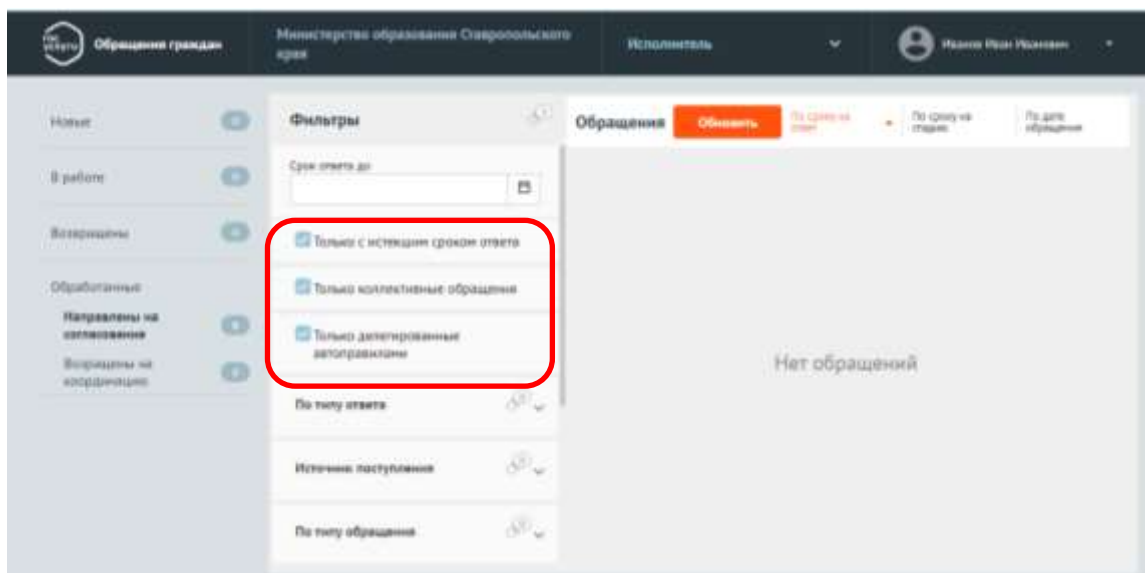 Обращения граждан
Министерство образования Ставропольского
края
Исполнитель
Иванов Иван Иванович
Новые
В работе
Возвращены
Обработанные
Направлены на
согласование
Возвращены на
координацию
Фильтры
Срок ответа до
Только с истекшим сроком ответа
Только коллективные обращения
Только делегированные
автоправилами
По типу ответа
Источник поступления
По типу обращения
Обращения
Обновить
По сроку на
ответ
По сроку на
стадию
По дате
обращения
Нет обращений